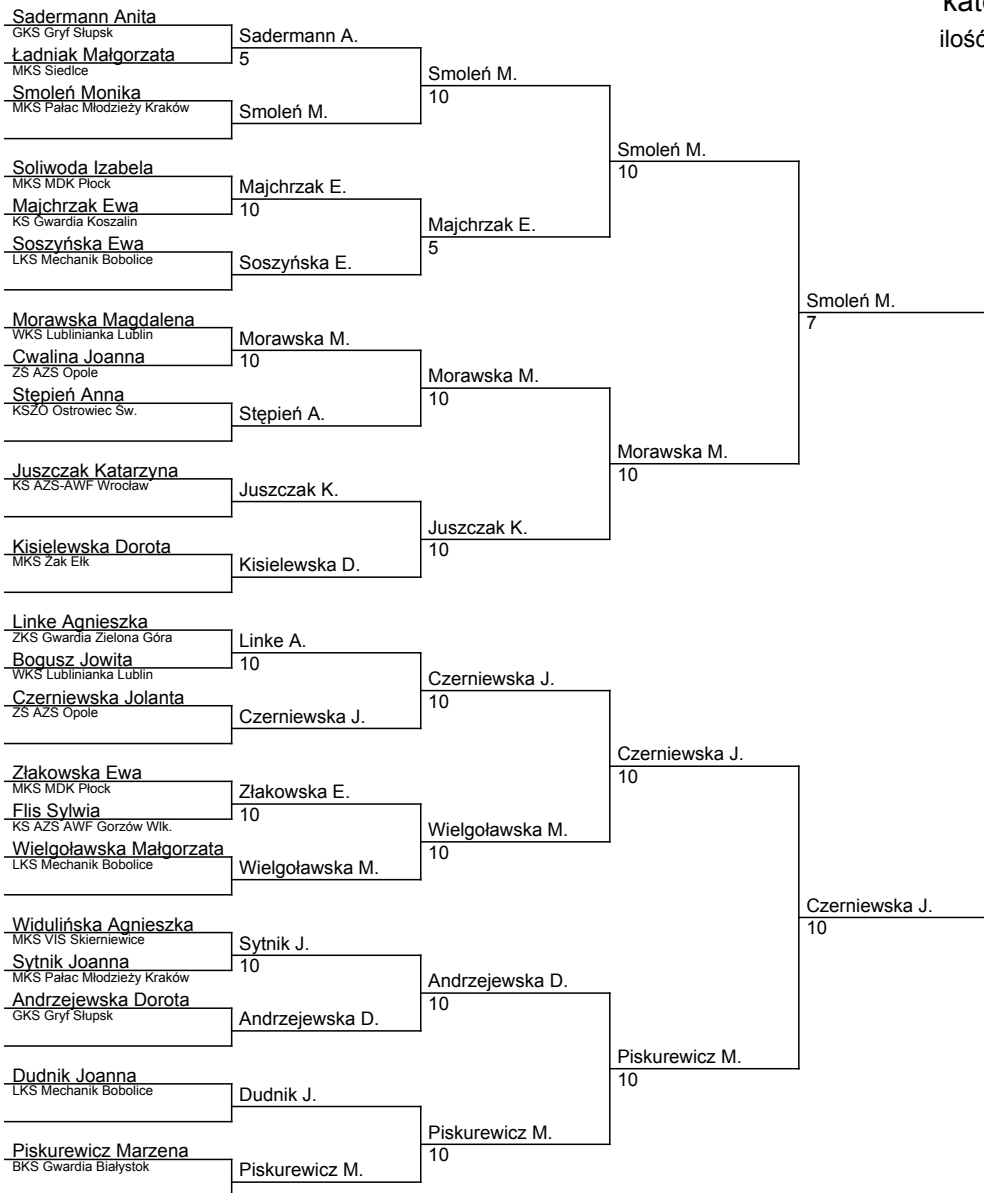 kate
ilość
Sadermann Anita
GKS Gryf Słupsk
Ładniak Małgorzata
MKS Siedlce
Smoleń Monika
MKS Pałac Młodzieży Kraków
Soliwoda Izabela
MKS MDK Płock
Majchrzak Ewa
KS Gwardia Koszalin
Soszyńska Ewa
LKS Mechanik Bobolice
Morawska Magdalena
WKS Lublinianka Lublin
Cwalina Joanna
ZS AZS Opole
Stępień Anna
KSZO Ostrowiec Św.
Juszczak Katarzyna
KS AZS-AWF Wrocław
Kisielewska Dorota
MKS Żak Ełk
Linke Agnieszka
ZKS Gwardia Zielona Góra
Bogusz Jowita
WKS Lublinianka Lublin
Czerniewska Jolanta
ZS AZS Opole
Złakowska Ewa
MKS MDK Płock
Flis Sylwia
KS AZS AWF Gorzów Wlk.
Wielgoławska Małgorzata
LKS Mechanik Bobolice
Widulińska Agnieszka
MKS VIS Skierniewice
Sytnik Joanna
MKS Pałac Młodzieży Kraków
Andrzejewska Dorota
GKS Gryf Słupsk
Dudnik Joanna
LKS Mechanik Bobolice
Piskurewicz Marzena
BKS Gwardia Białystok
Sadermann A.
5
Smoleń M.
Majchrzak E.
10
Soszyńska E.
Morawska M.
10
Stępień A.
Juszczak K.
Kisielewska D.
Linke A.
10
Czerniewska J.
Złakowska E.
10
Wielgoławska M.
Sytnik J.
10
Andrzejewska D.
Dudnik J.
Piskurewicz M.
Smoleń M.
10
Majchrzak E.
5
Morawska M.
10
Juszczak K.
10
Czerniewska J.
10
Wielgoławska M.
10
Andrzejewska D.
10
Piskurewicz M.
10
Smoleń M.
10
Morawska M.
10
Czerniewska J.
10
Piskurewicz M.
10
Smoleń M.
7
Czerniewska J.
10